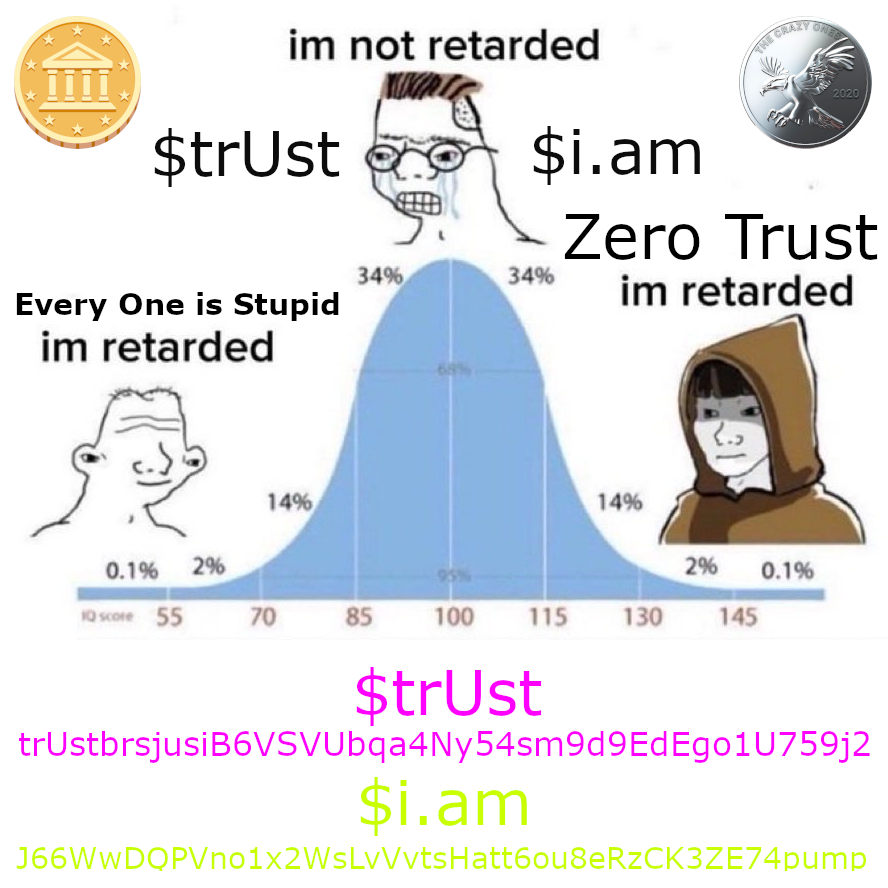 im not retarded
THE CRAZY ONES
2020
$trUst
$i.am
Zero Trust
34%
34%
im retarded
Every One is Stupid
im retarded
68%
14%
14%
0.1%
2%
95%
2%
0.1%
IQ score 55 70 85 100 115 130 145
$trUst
trUstbrsjusiB6VSVUbqa4Ny54sm9d9EdEgo1U759j2
$i.am
J66WwDQPVno1x2WsLvVvtsHatt6ou8eRzCK3ZE74pump